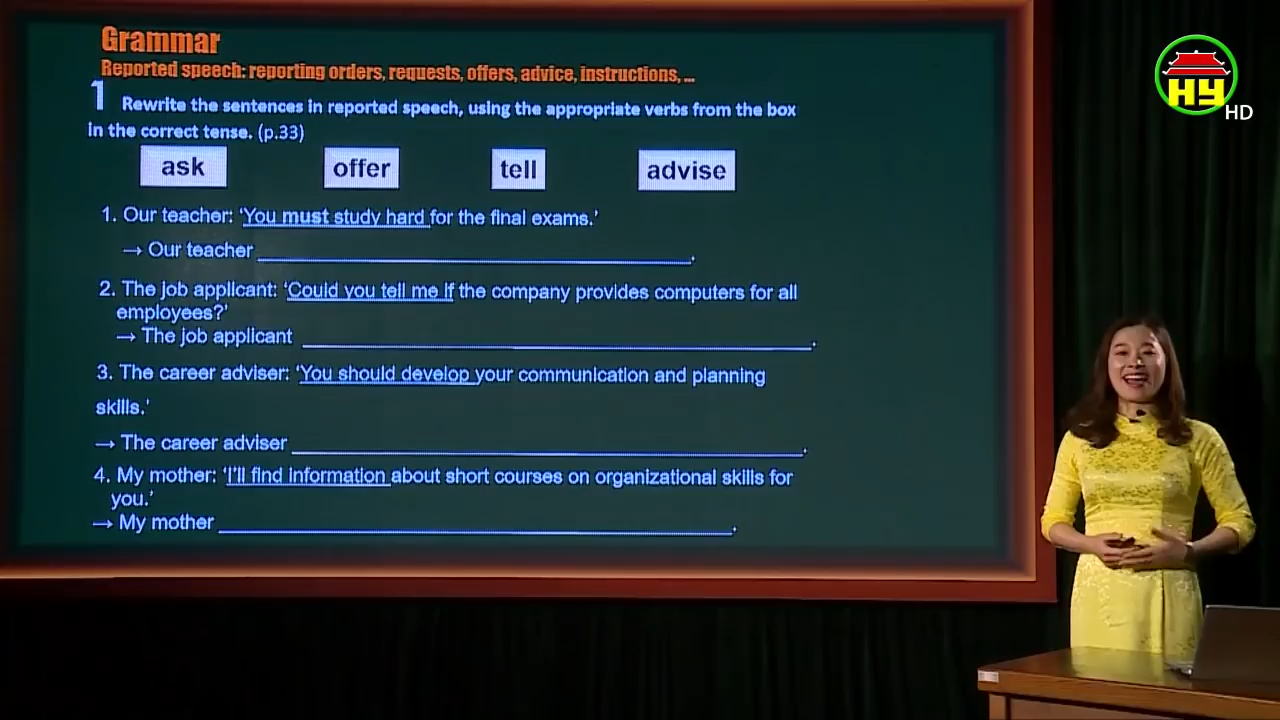 Grammar
Reported speech: reporting orders, requests, offers, advice, instructions, ...
1 Rewrite the sentences in reported speech, using the appropriate verbs from the box
in the correct tense. (p.33)
ask offer tell advise
1. Our teacher: ‘You must study hard for the final exams.’
→ Our teacher ______________________.
2. The job applicant: ‘Could you tell me if the company provides computers for all
employees?’
→ The job applicant ______________________.
3. The career adviser: ‘You should develop your communication and planning
skills.’
→ The career adviser ______________________.
4. My mother: ‘I’ll find information about short courses on organizational skills for
you.’
→ My mother ______________________.
HY
HD